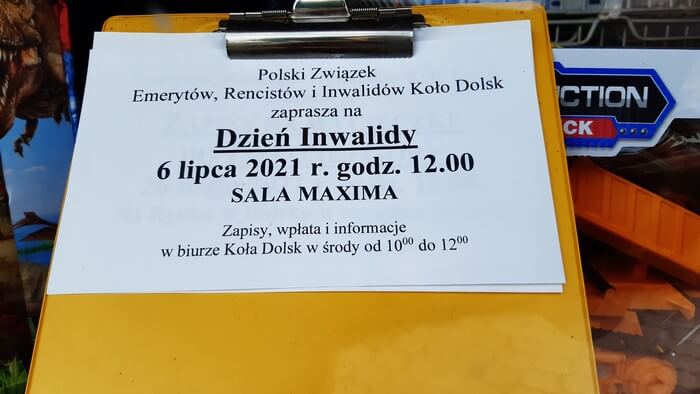 Polski Związek
Emerytów, Rencistów i Inwalidów Koło Dolsk
zaprasza na
Dzień Inwalidy
6 lipca 2021 r. godz. 12.00
SALA MAXIMA
Zapisy, wpłata i informacje
w biurze Koła Dolsk w środy od 10⁰⁰ do 12⁰⁰
UCTION
CK